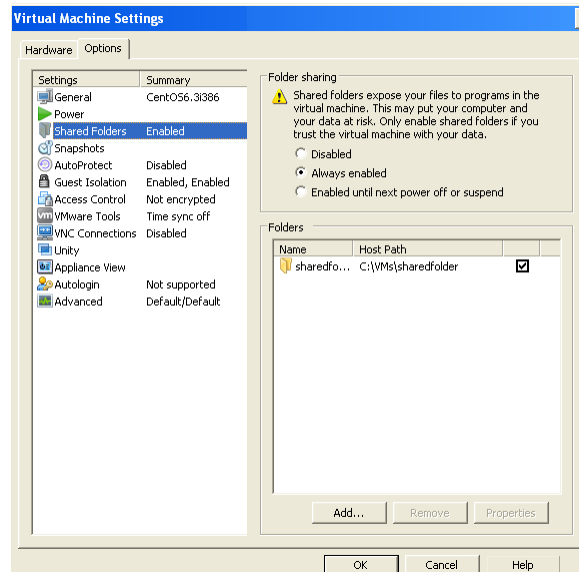 Virtual Machine Settings
Hardware Options
Settings Summary
General CentOS6.3i386
Power
Shared Folders Enabled
Snapshots
AutoProtect Disabled
Guest Isolation Enabled, Enabled
Access Control Not encrypted
vm VMware Tools Time sync off
VNC Connections Disabled
Unity
Appliance View
Autologin Not supported
Advanced Default/Default
Folder sharing
Shared folders expose your files to programs in the
virtual machine. This may put your computer and
your data at risk. Only enable shared folders if you
trust the virtual machine with your data.
Disabled
Always enabled
Enabled until next power off or suspend
Folders
Name Host Path
sharedfo... C:\VMs\sharedfolder
Add... Remove Properties
OK Cancel Help